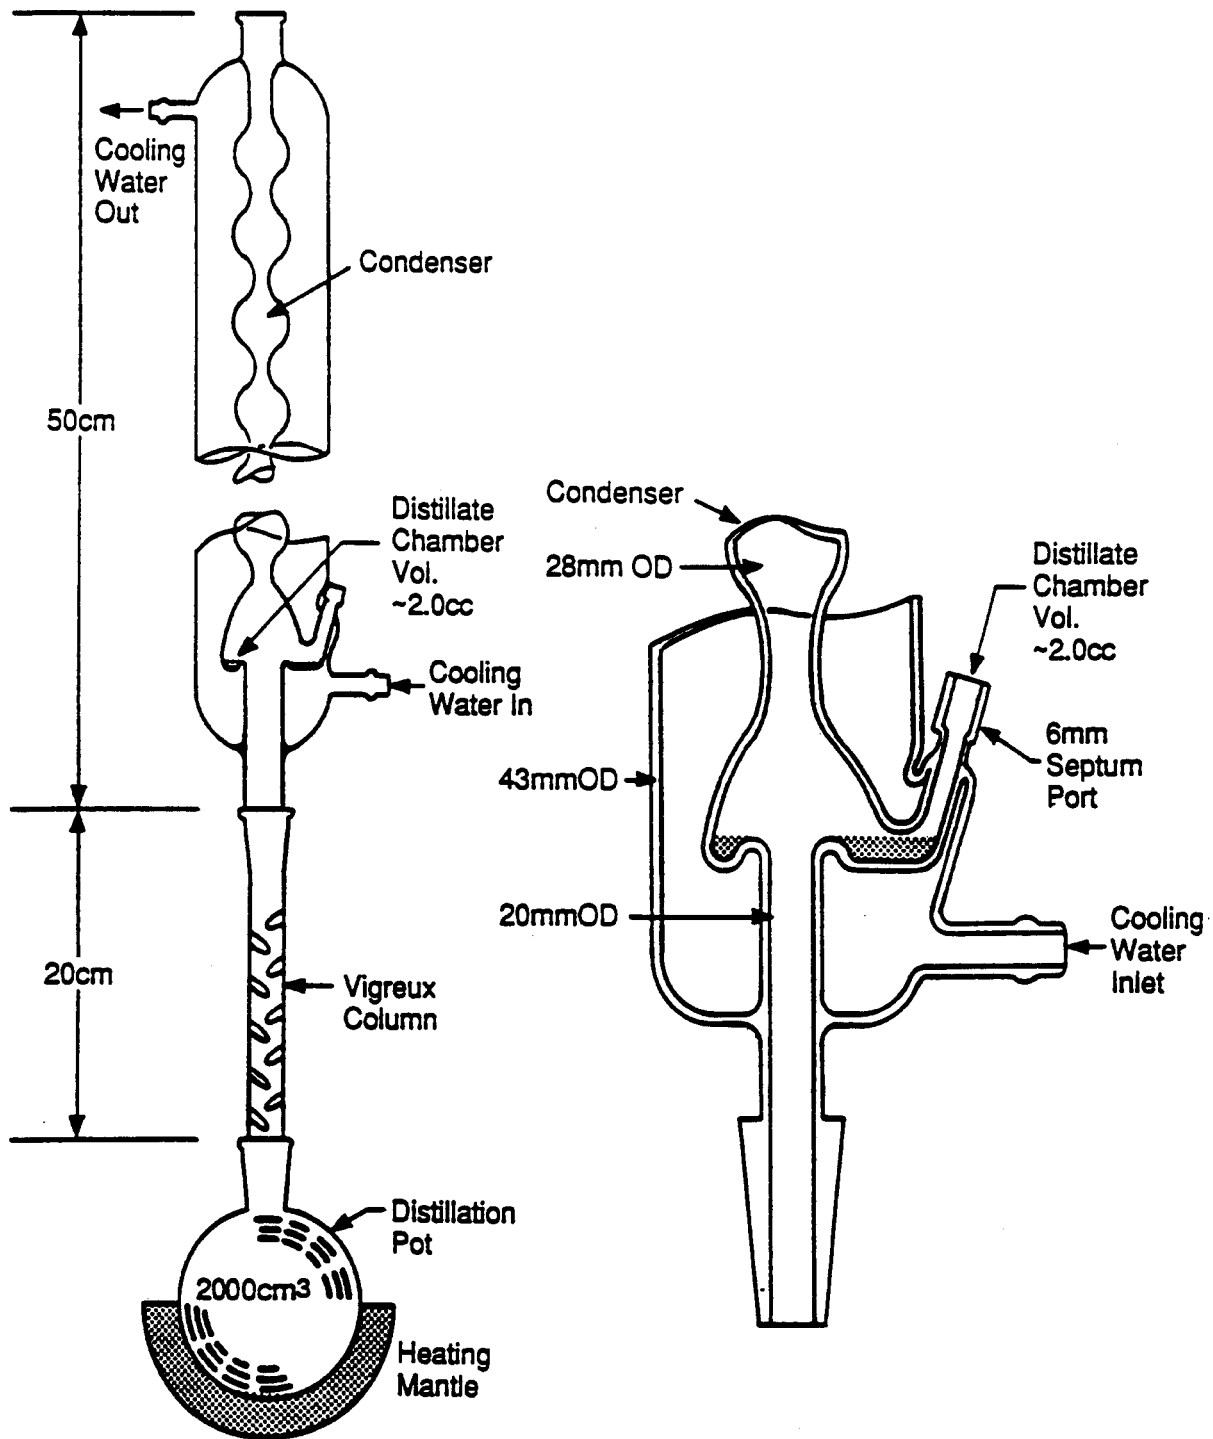 Cooling
Water
Out
Condenser
50cm
Distillate
Chamber
Vol.
~2.0cc
Cooling
Water In
20cm
Vigreux
Column
Distillation
Pot
2000cm³
Heating
Mantle
Condenser
28mm OD
Distillate
Chamber
Vol.
~2.0cc
6mm
Septum
Port
43mmOD
20mmOD
Cooling
Water
Inlet